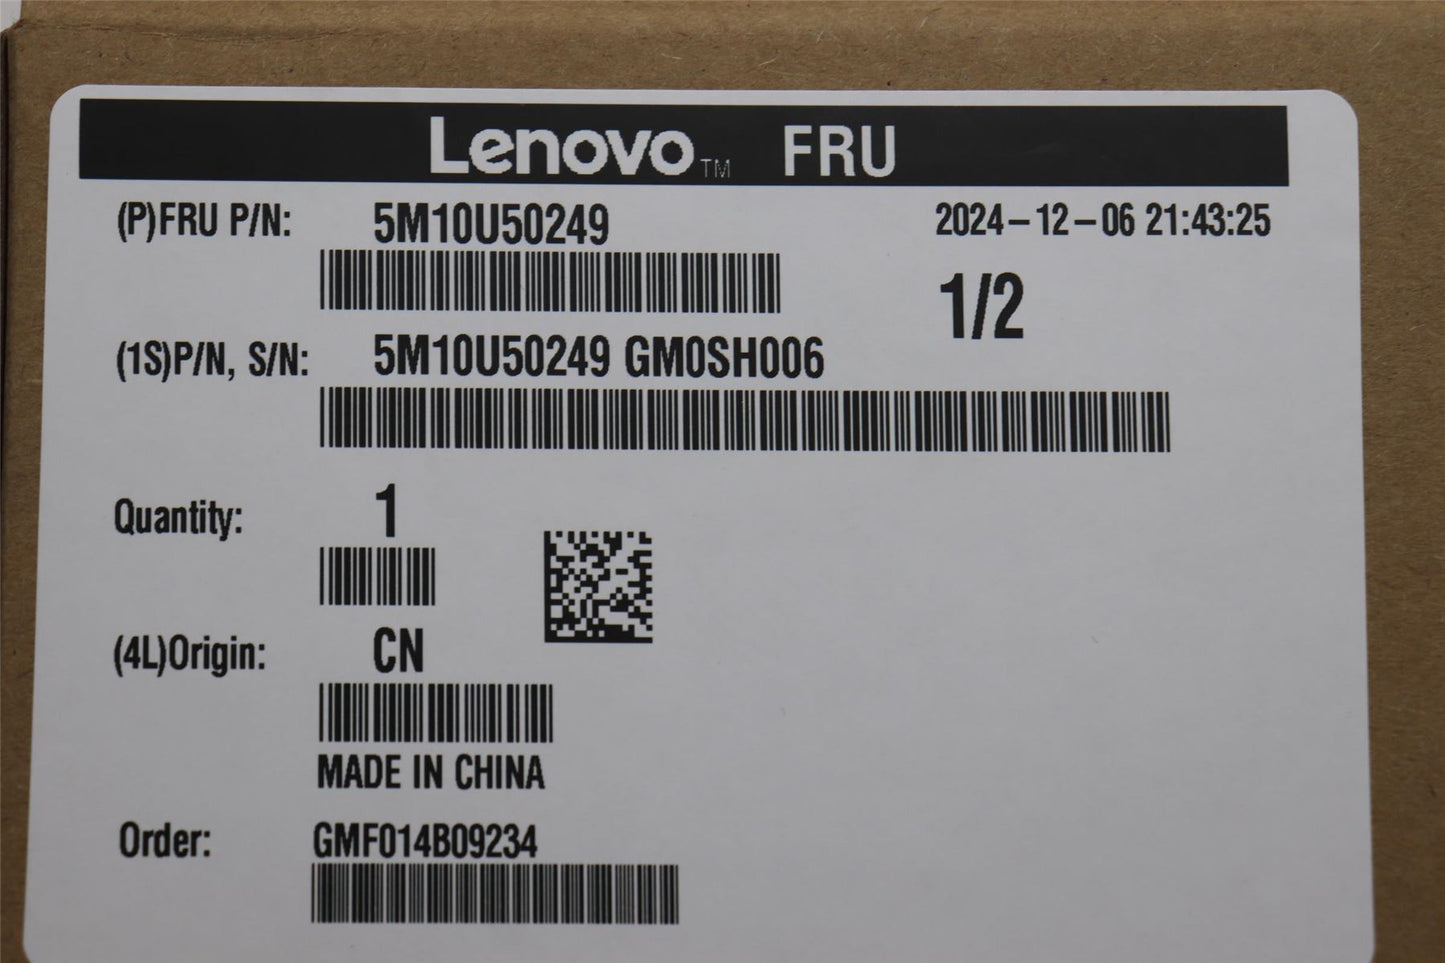 Lenovo™ FRU
(P)FRU P/N: 5M10U50249 2024-12-06 21:43:25
1/2
(1S)P/N, S/N: 5M10U50249 GM0SH006
Quantity: 1
(4L)Origin: CN
MADE IN CHINA
Order: GMF014B09234